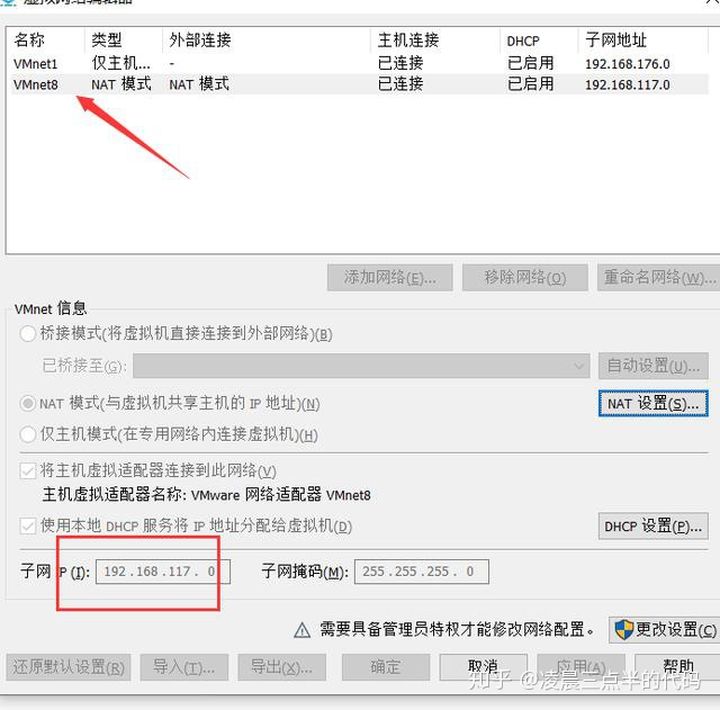 虚拟网络编辑器
名称 类型 外部连接 主机连接 DHCP 子网地址
VMnet1 仅主机... - 已连接 已启用 192.168.176.0
VMnet8 NAT 模式 NAT 模式 已连接 已启用 192.168.117.0
添加网络(E)... 移除网络(O) 重命名网络(W)...
VMnet 信息
桥接模式(将虚拟机直接连接到外部网络)(B)
已桥接至(G): 自动设置(U)...
NAT 模式(与虚拟机共享主机的 IP 地址)(N) NAT 设置(S)...
仅主机模式(在专用网络内连接虚拟机)(H)
将主机虚拟适配器连接到此网络(V)
主机虚拟适配器名称: VMware 网络适配器 VMnet8
使用本地 DHCP 服务将 IP 地址分配给虚拟机(D) DHCP 设置(P)...
子网 IP (I): 192.168.117. 0 子网掩码(M): 255.255.255. 0
⚠ 需要具备管理员特权才能修改网络配置。 更改设置(C)
还原默认设置(R) 导入(T)... 导出(X)... 确定 取消 应用(A) 帮助
知乎 @凌晨三点半的代码